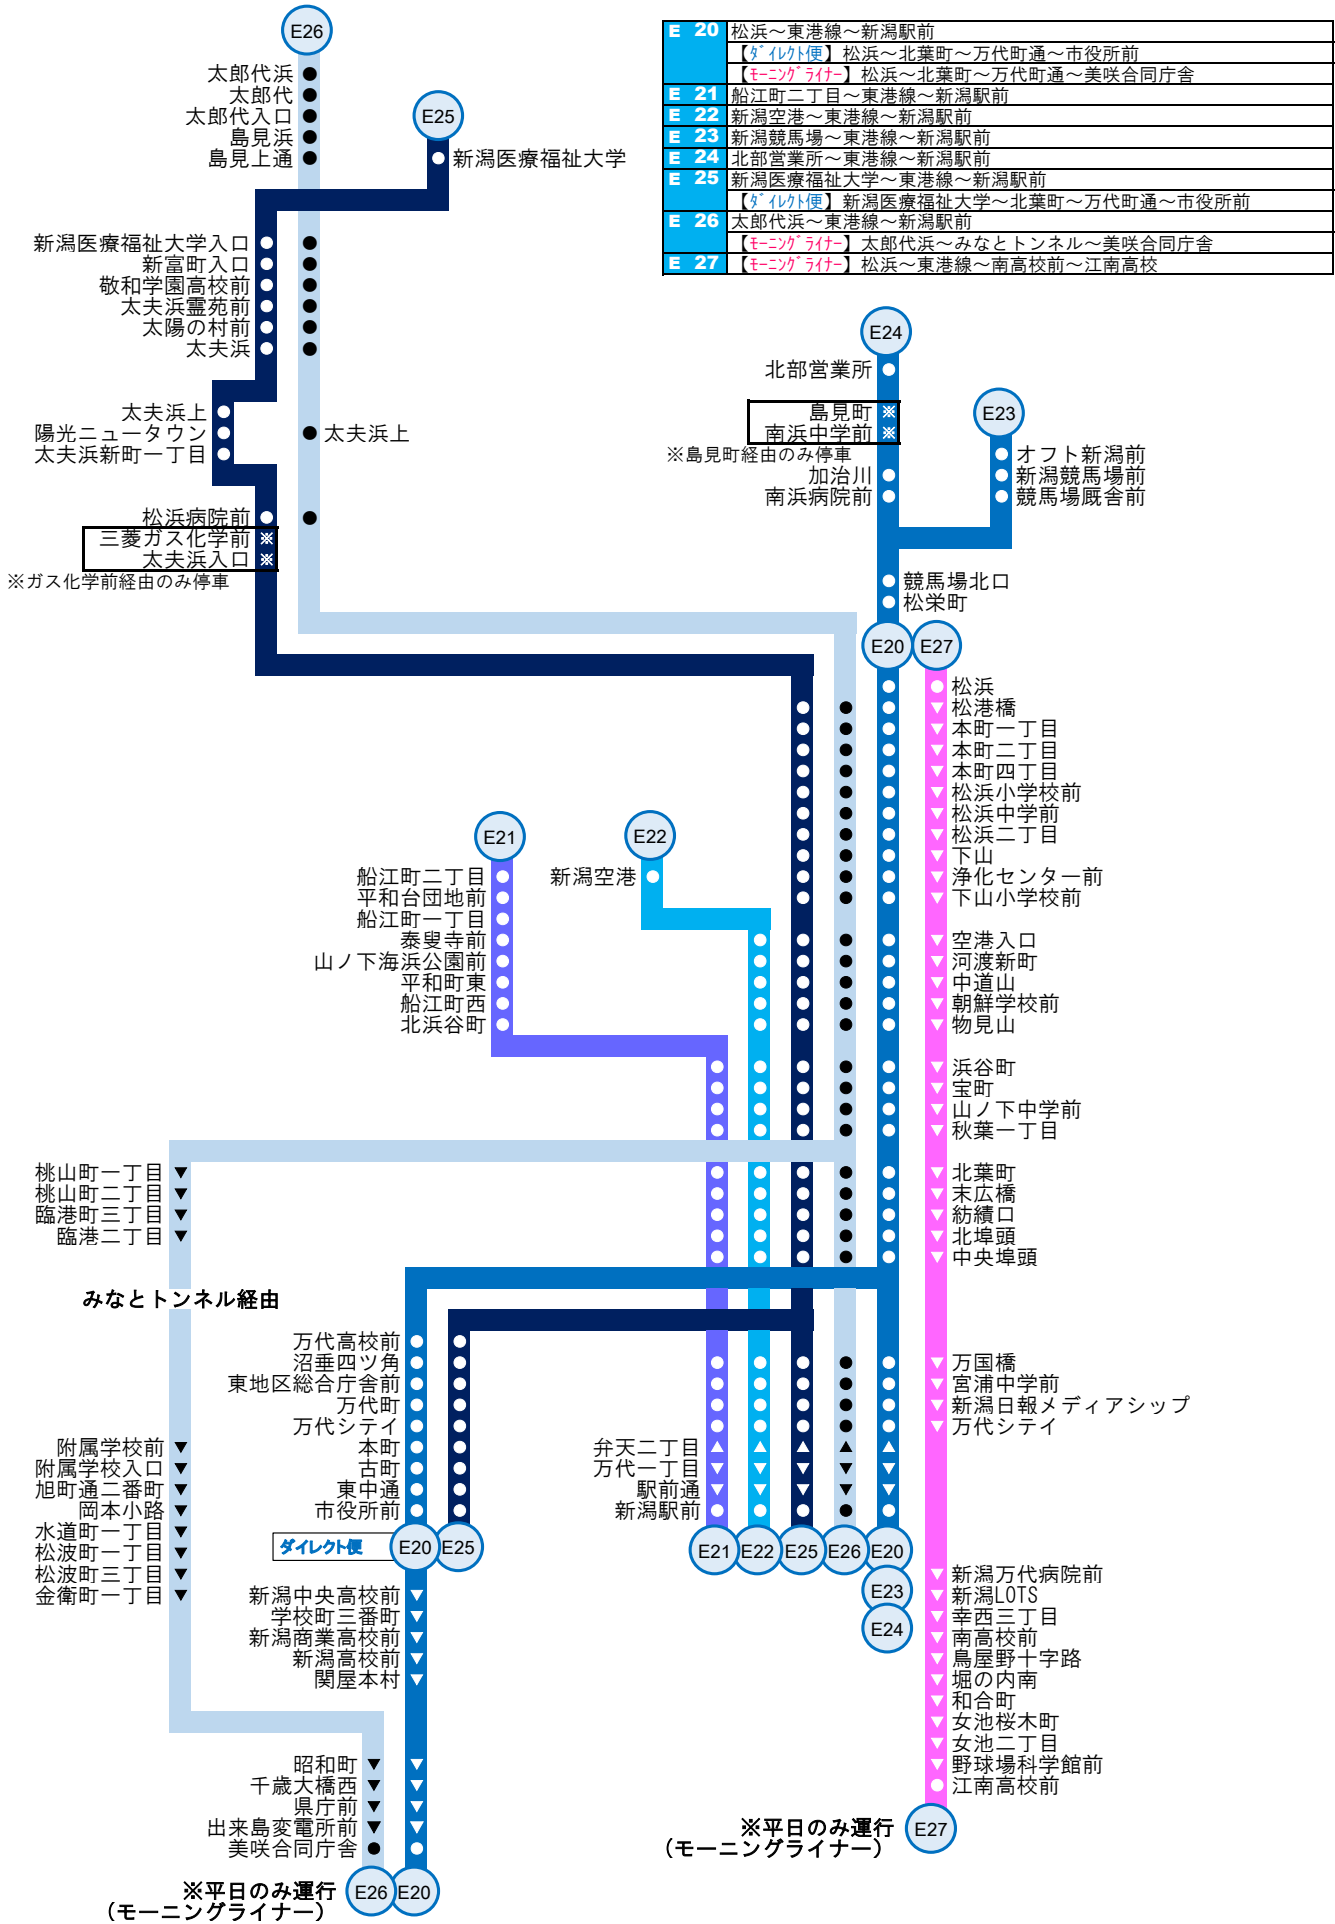 E 20 松浜～東港線～新潟駅前
【ﾀﾞｲﾚｸﾄ便】松浜～北葉町～万代町通～市役所前
【ﾓｰﾆﾝｸﾞﾗｲﾅｰ】松浜～北葉町～万代町通～美咲合同庁舎
E 21 船江町二丁目～東港線～新潟駅前
E 22 新潟空港～東港線～新潟駅前
E 23 新潟競馬場～東港線～新潟駅前
E 24 北部営業所～東港線～新潟駅前
E 25 新潟医療福祉大学～東港線～新潟駅前
【ﾀﾞｲﾚｸﾄ便】新潟医療福祉大学～北葉町～万代町通～市役所前
E 26 太郎代浜～東港線～新潟駅前
【ﾓｰﾆﾝｸﾞﾗｲﾅｰ】太郎代浜～みなとトンネル～美咲合同庁舎
E 27 【ﾓｰﾆﾝｸﾞﾗｲﾅｰ】松浜～東港線～南高校前～江南高校
E26
太郎代浜
太郎代
太郎代入口
島見浜
島見上通
E25
新潟医療福祉大学
新潟医療福祉大学入口
新富町入口
敬和学園高校前
太夫浜霊苑前
太陽の村前
太夫浜
太夫浜上
陽光ニュータウン
太夫浜新町一丁目
太夫浜上
松浜病院前
三菱ガス化学前 ※
太夫浜入口 ※
※ガス化学前経由のみ停車
E24
北部営業所
島見町 ※
南浜中学前 ※
※島見町経由のみ停車
加治川
南浜病院前
E23
オフト新潟前
新潟競馬場前
競馬場厩舎前
競馬場北口
松栄町
E20 E27
松浜
松港橋
本町一丁目
本町二丁目
本町四丁目
松浜小学校前
松浜中学前
松浜二丁目
下山
浄化センター前
下山小学校前
空港入口
河渡新町
中道山
朝鮮学校前
物見山
浜谷町
宝町
山ノ下中学前
秋葉一丁目
北葉町
末広橋
紡績口
北埠頭
中央埠頭
万国橋
宮浦中学前
新潟日報メディアシップ
万代シテイ
新潟万代病院前
新潟LOTS
幸西三丁目
南高校前
鳥屋野十字路
堀の内南
和合町
女池桜木町
女池二丁目
野球場科学館前
江南高校前
※平日のみ運行
（モーニングライナー）
E27
E21
船江町二丁目
平和台団地前
船江町一丁目
泰叟寺前
山ノ下海浜公園前
平和町東
船江町西
北浜谷町
E22
新潟空港
弁天二丁目
万代一丁目
駅前通
新潟駅前
E21 E22 E25 E26 E20
E23
E24
桃山町一丁目
桃山町二丁目
臨港町三丁目
臨港二丁目
みなとトンネル経由
附属学校前
附属学校入口
旭町通二番町
岡本小路
水道町一丁目
松波町一丁目
松波町三丁目
金衛町一丁目
万代高校前
沼垂四ツ角
東地区総合庁舎前
万代町
万代シテイ
本町
古町
東中通
市役所前
ダイレクト便
E20 E25
新潟中央高校前
学校町三番町
新潟商業高校前
新潟高校前
関屋本村
昭和町
千歳大橋西
県庁前
出来島変電所前
美咲合同庁舎
※平日のみ運行
（モーニングライナー）
E26 E20